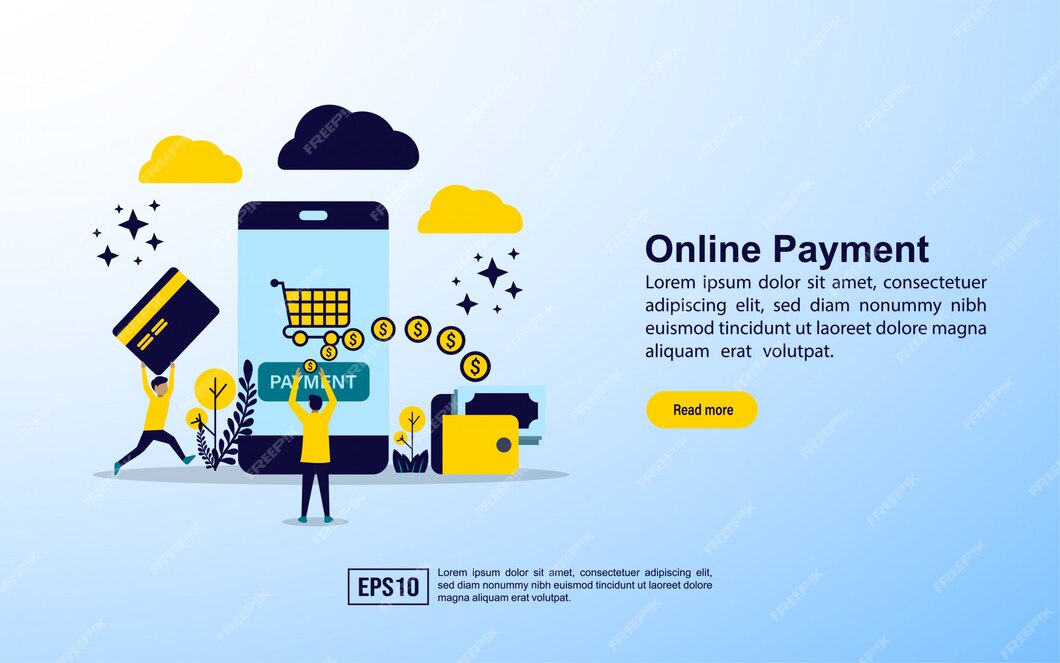 Online Payment
Lorem ipsum dolor sit amet, consectetuer
adipiscing elit, sed diam nonummy nibh
euismod tincidunt ut laoreet dolore magna
aliquam erat volutpat.
PAYMENT
Read more
EPS10
Lorem ipsum dolor sit amet, consectetuer adipiscing elit,
sed diam nonummy nibh euismod tincidunt ut laoreet dolore
magna aliquam erat volutpat.
FREEPIK